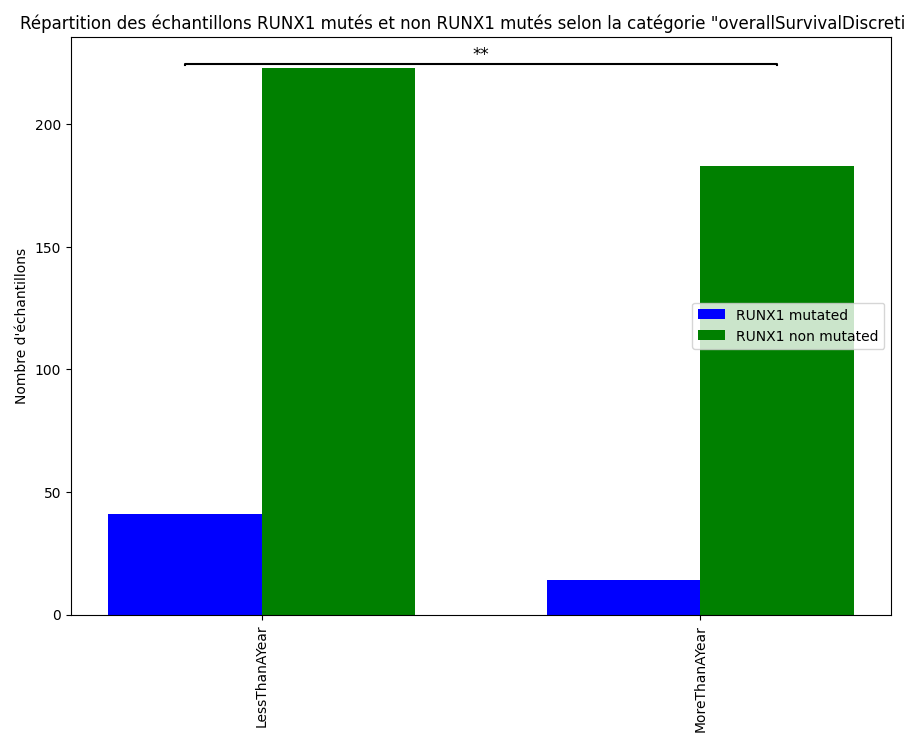 Répartition des échantillons RUNX1 mutés et non RUNX1 mutés selon la catégorie "overallSurvivalDiscreti
**
200
150
100
50
0
Nombre d'échantillons
RUNX1 mutated
RUNX1 non mutated
LessThanAYear
MoreThanAYear